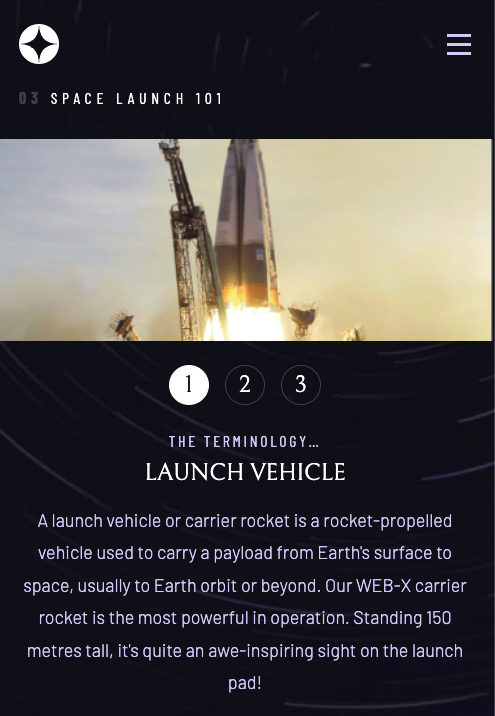 03 SPACE LAUNCH 101
1 2 3
THE TERMINOLOGY…
LAUNCH VEHICLE
A launch vehicle or carrier rocket is a rocket-propelled
vehicle used to carry a payload from Earth's surface to
space, usually to Earth orbit or beyond. Our WEB-X carrier
rocket is the most powerful in operation. Standing 150
metres tall, it's quite an awe-inspiring sight on the launch
pad!